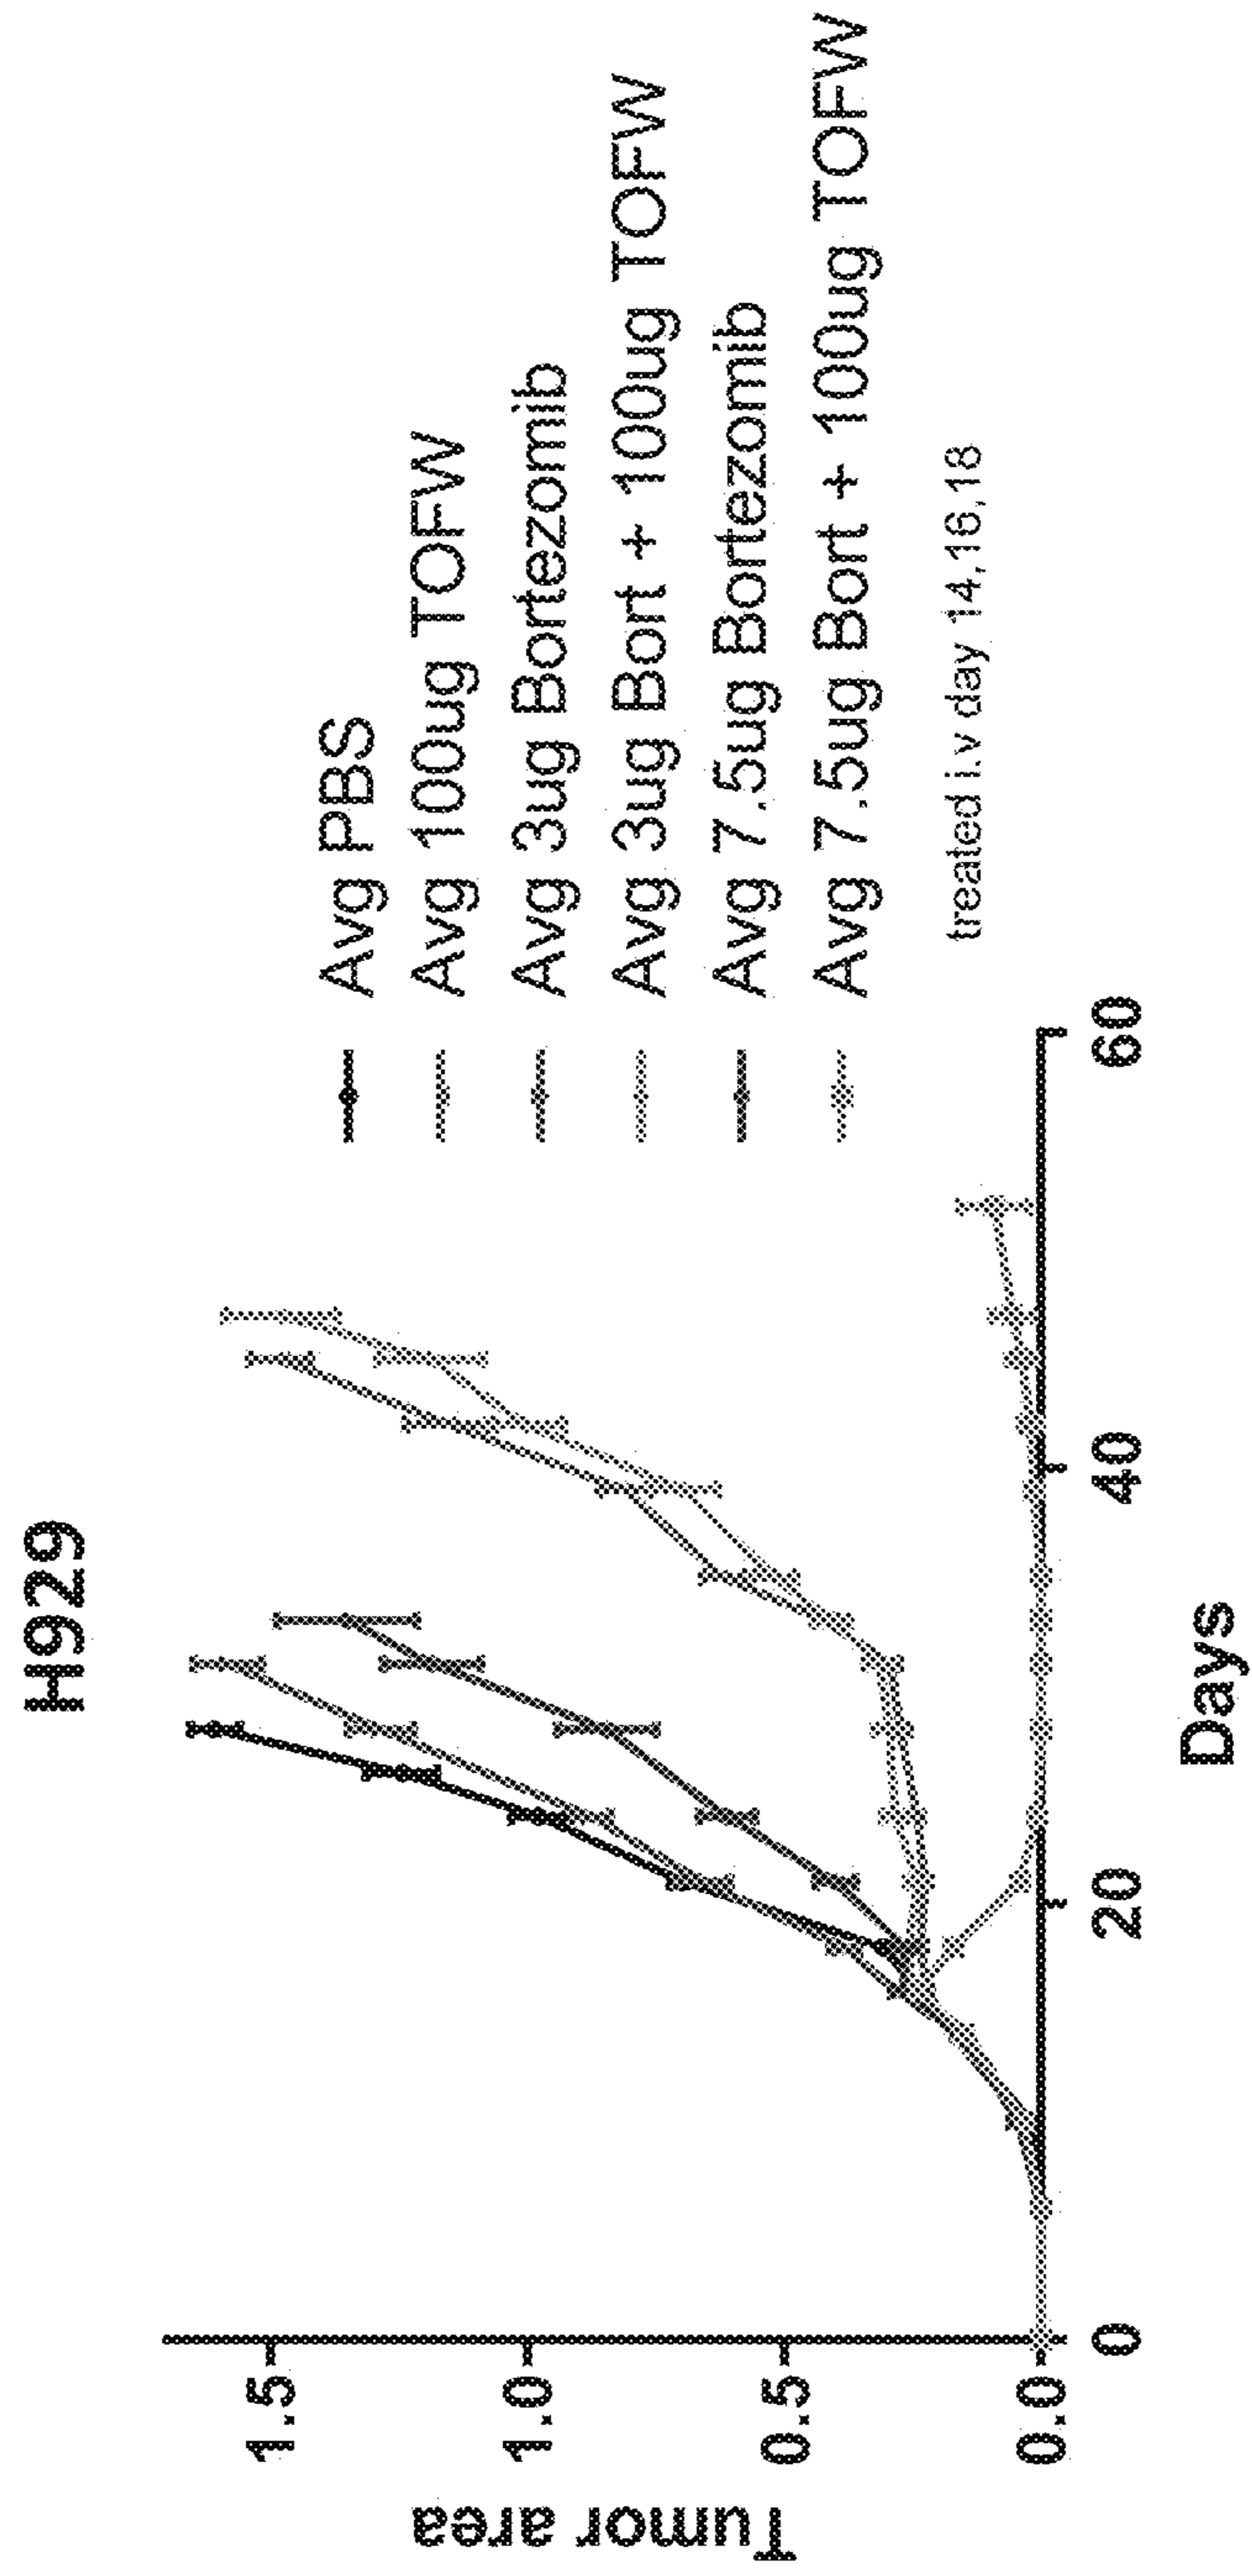 H929
Tumor area
1.5
1.0
0.5
0.0
0
20
40
60
Days
Avg PBS
Avg 100ug TOFW
Avg 3ug Bortezomib
Avg 3ug Bort + 100ug TOFW
Avg 7.5ug Bortezomib
Avg 7.5ug Bort + 100ug TOFW
treated i.v day 14,16,18